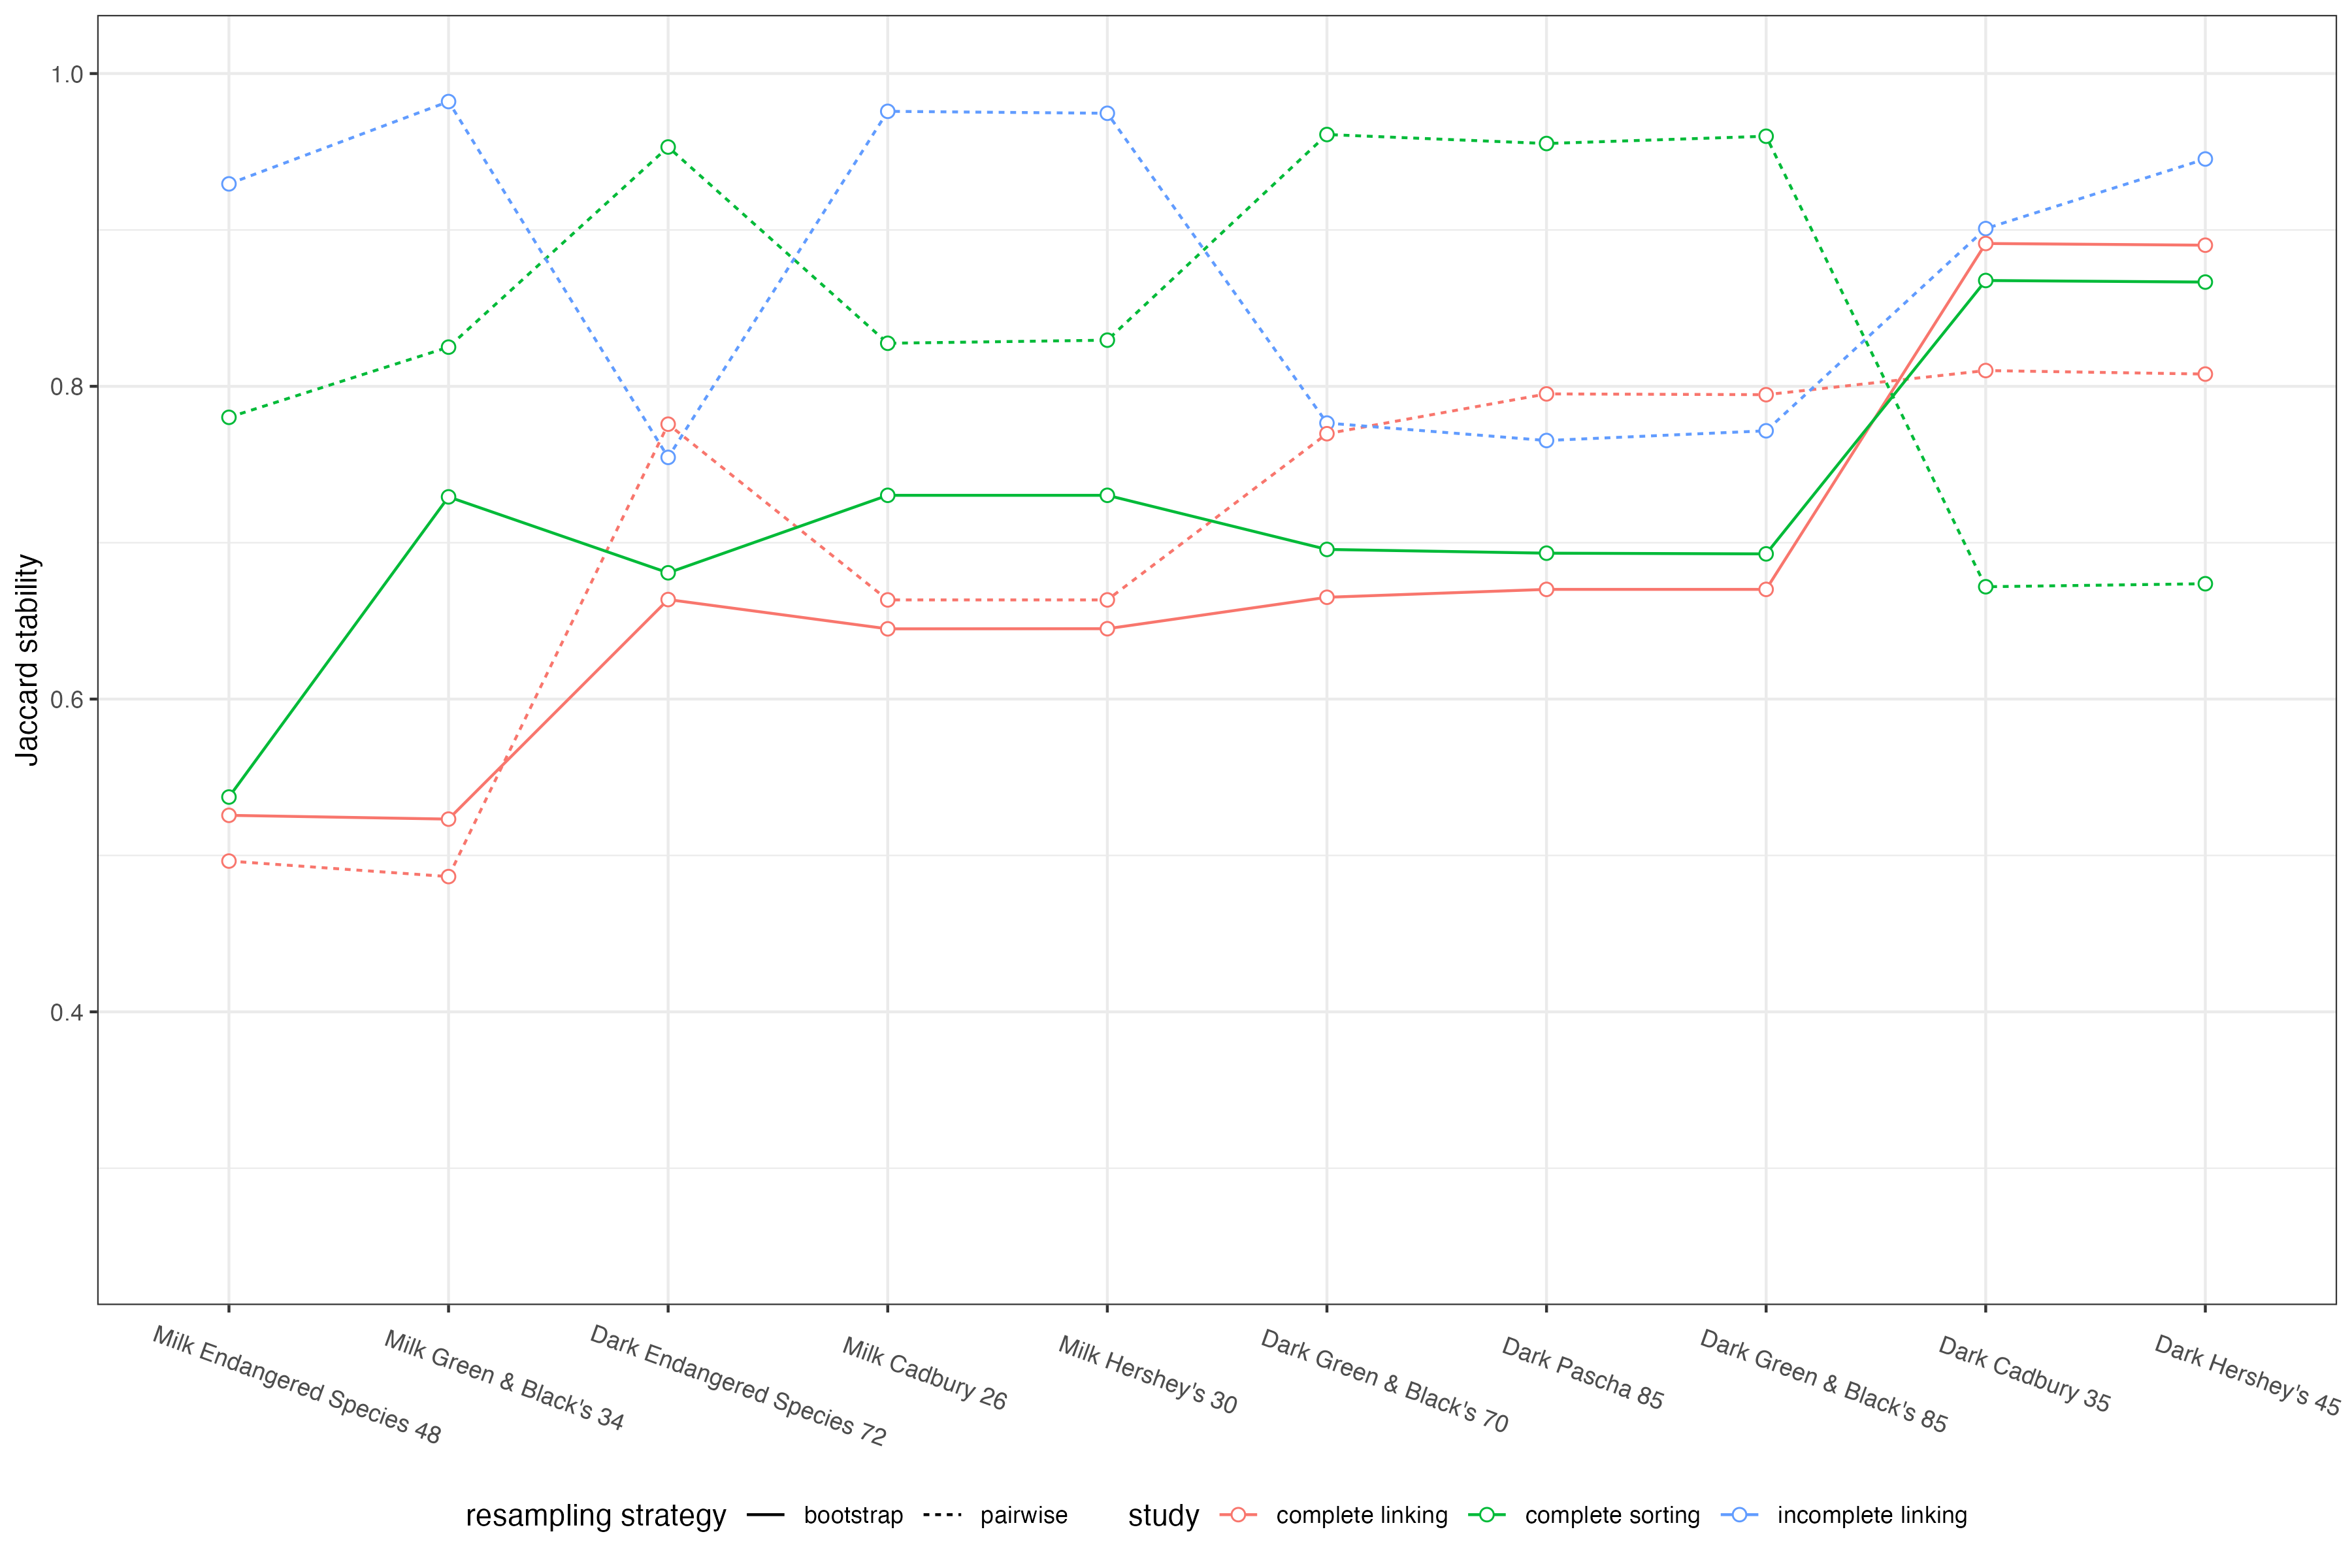 Jaccard stability
1.0
0.8
0.6
0.4
Milk Endangered Species 48
Milk Green & Black's 34
Dark Endangered Species 72
Milk Cadbury 26
Milk Hershey's 30
Dark Green & Black's 70
Dark Pascha 85
Dark Green & Black's 85
Dark Cadbury 35
Dark Hershey's 45
resampling strategy bootstrap pairwise study complete linking complete sorting incomplete linking